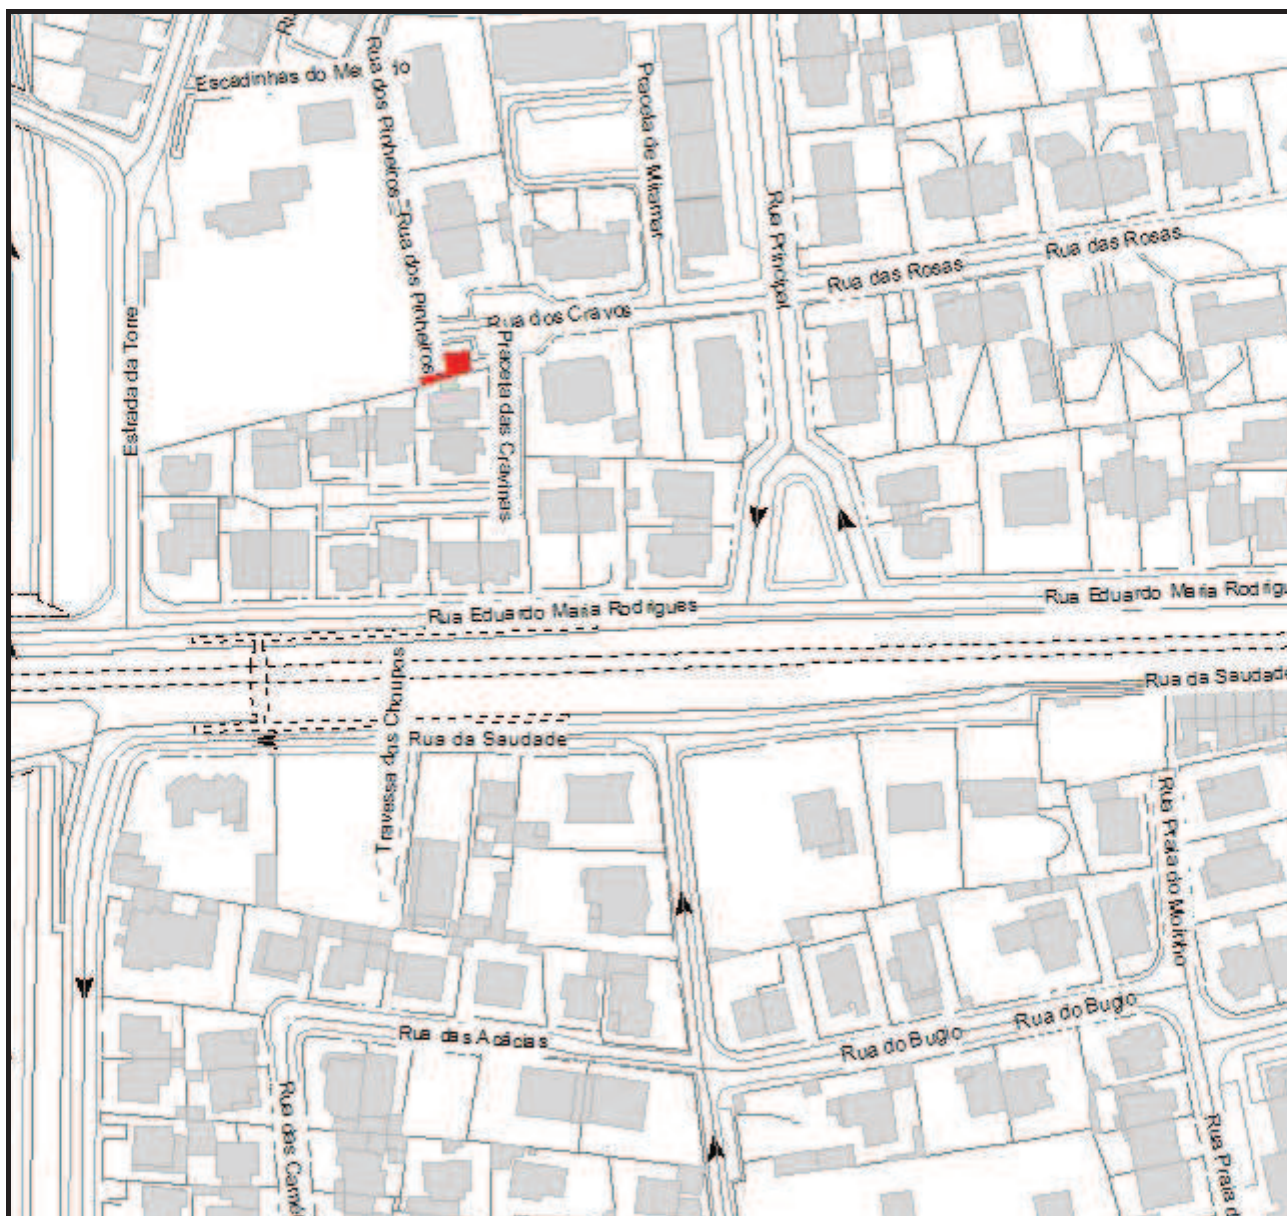 Escadinhas do
Rua dos Pinheiros
Praceta de Miramar
Rua dos Pinheiros
Rua Principal
Rua das Rosas
Rua das Rosas
Rua dos Cravos
Estrada da Torre
Praceta das Cravinas
Rua Eduardo Maria Rodrigues
Rua Eduardo Maria Rodrigu
Rua da Saudade
Travessa dos Choupos
Rua da Saudade
Rua Praia do Moinho
Rua do Bugio
Rua do Bugio
Rua das Acácias
Rua das Camél
Rua Praia d